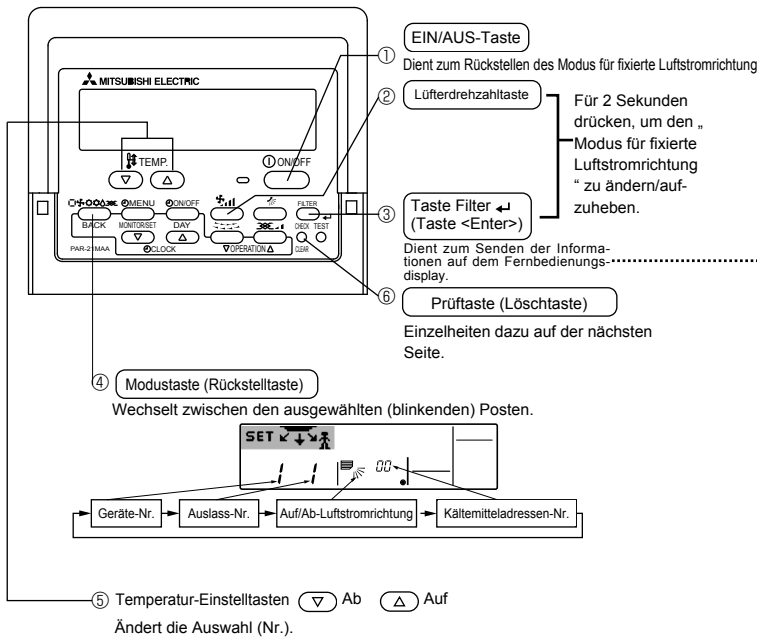 ① EIN/AUS-Taste
Dient zum Rückstellen des Modus für fixierte Luftstromrichtung
MITSUBISHI ELECTRIC
② Lüfterdrehzahltaste
Für 2 Sekunden
drücken, um den „
Modus für fixierte
Luftstromrichtung
“ zu ändern/auf-
zuheben.
TEMP.
ON/OFF
MENU
ON/OFF
FILTER
BACK
MONITOR/SET
DAY
CHECK TEST
PAR-21MAA
CLOCK
▽OPERATION△
CLEAR
③ Taste Filter ↵
(Taste <Enter>)
Dient zum Senden der Informa-
tionen auf dem Fernbedienungs-
display.
⑥ Prüftaste (Löschtaste)
Einzelheiten dazu auf der nächsten
Seite.
④ Modustaste (Rückstelltaste)
Wechselt zwischen den ausgewählten (blinkenden) Posten.
SET
1 1 00
Geräte-Nr. Auslass-Nr. Auf/Ab-Luftstromrichtung Kältemitteladressen-Nr.
⑤ Temperatur-Einstelltasten ▽ Ab △ Auf
Ändert die Auswahl (Nr.).